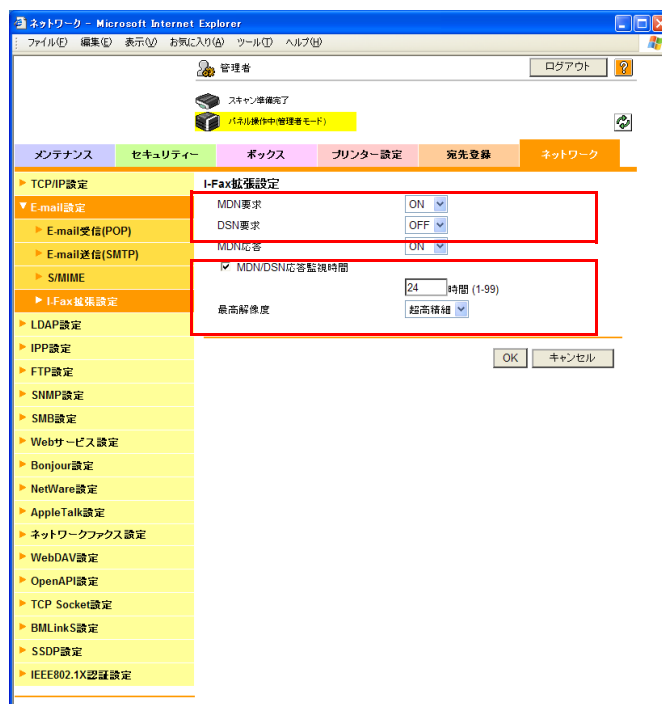 ネットワーク - Microsoft Internet Explorer
ファイル(F) 編集(E) 表示(V) お気に入り(A) ツール(T) ヘルプ(H)
管理者
ログアウト
?
スキャン準備完了
パネル操作中(管理者モード)
メンテナンス
セキュリティー
ボックス
プリンター設定
宛先登録
ネットワーク
TCP/IP設定
E-mail設定
E-mail受信(POP)
E-mail送信(SMTP)
S/MIME
I-Fax拡張設定
LDAP設定
IPP設定
FTP設定
SNMP設定
SMB設定
Webサービス設定
Bonjour設定
NetWare設定
AppleTalk設定
ネットワークファクス設定
WebDAV設定
OpenAPI設定
TCP Socket設定
BMLinkS設定
SSDP設定
IEEE802.1X認証設定
I-Fax拡張設定
MDN要求 ON
DSN要求 OFF
MDN応答 ON
MDN/DSN応答監視時間
24 時間 (1-99)
最高解像度 超高精細
OK キャンセル